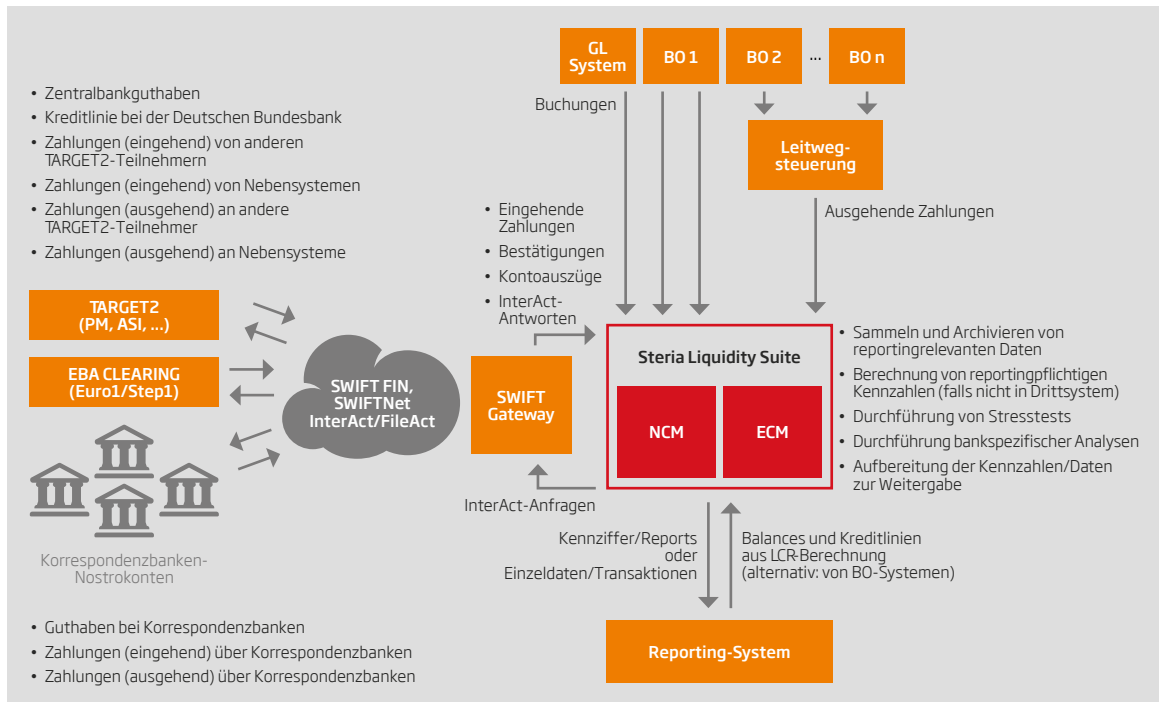 GL
System
BO 1
BO 2
...
BO n
Buchungen
Leitweg-
steuerung
Ausgehende Zahlungen
• Zentralbankguthaben
• Kreditlinie bei der Deutschen Bundesbank
• Zahlungen (eingehend) von anderen
TARGET2-Teilnehmern
• Zahlungen (eingehend) von Nebensystemen
• Zahlungen (ausgehend) an andere
TARGET2-Teilnehmer
• Zahlungen (ausgehend) an Nebensysteme
• Eingehende
Zahlungen
• Bestätigungen
• Kontoauszüge
• InterAct-
Antworten
TARGET2
(PM, ASI, ...)
EBA CLEARING
(Euro1/Step1)
SWIFT FIN,
SWIFTNet
InterAct/FileAct
SWIFT
Gateway
Steria Liquidity Suite
NCM
ECM
• Sammeln und Archivieren von
reportingrelevanten Daten
• Berechnung von reportingpflichtigen
Kennzahlen (falls nicht in Drittsystem)
• Durchführung von Stresstests
• Durchführung bankspezifischer Analysen
• Aufbereitung der Kennzahlen/Daten
zur Weitergabe
InterAct-Anfragen
Korrespondenzbanken-
Nostrokonten
Kennziffer/Reports
oder
Einzeldaten/Transaktionen
Balances und Kreditlinien
aus LCR-Berechnung
(alternativ: von BO-Systemen)
• Guthaben bei Korrespondenzbanken
• Zahlungen (eingehend) über Korrespondenzbanken
• Zahlungen (ausgehend) über Korrespondenzbanken
Reporting-System